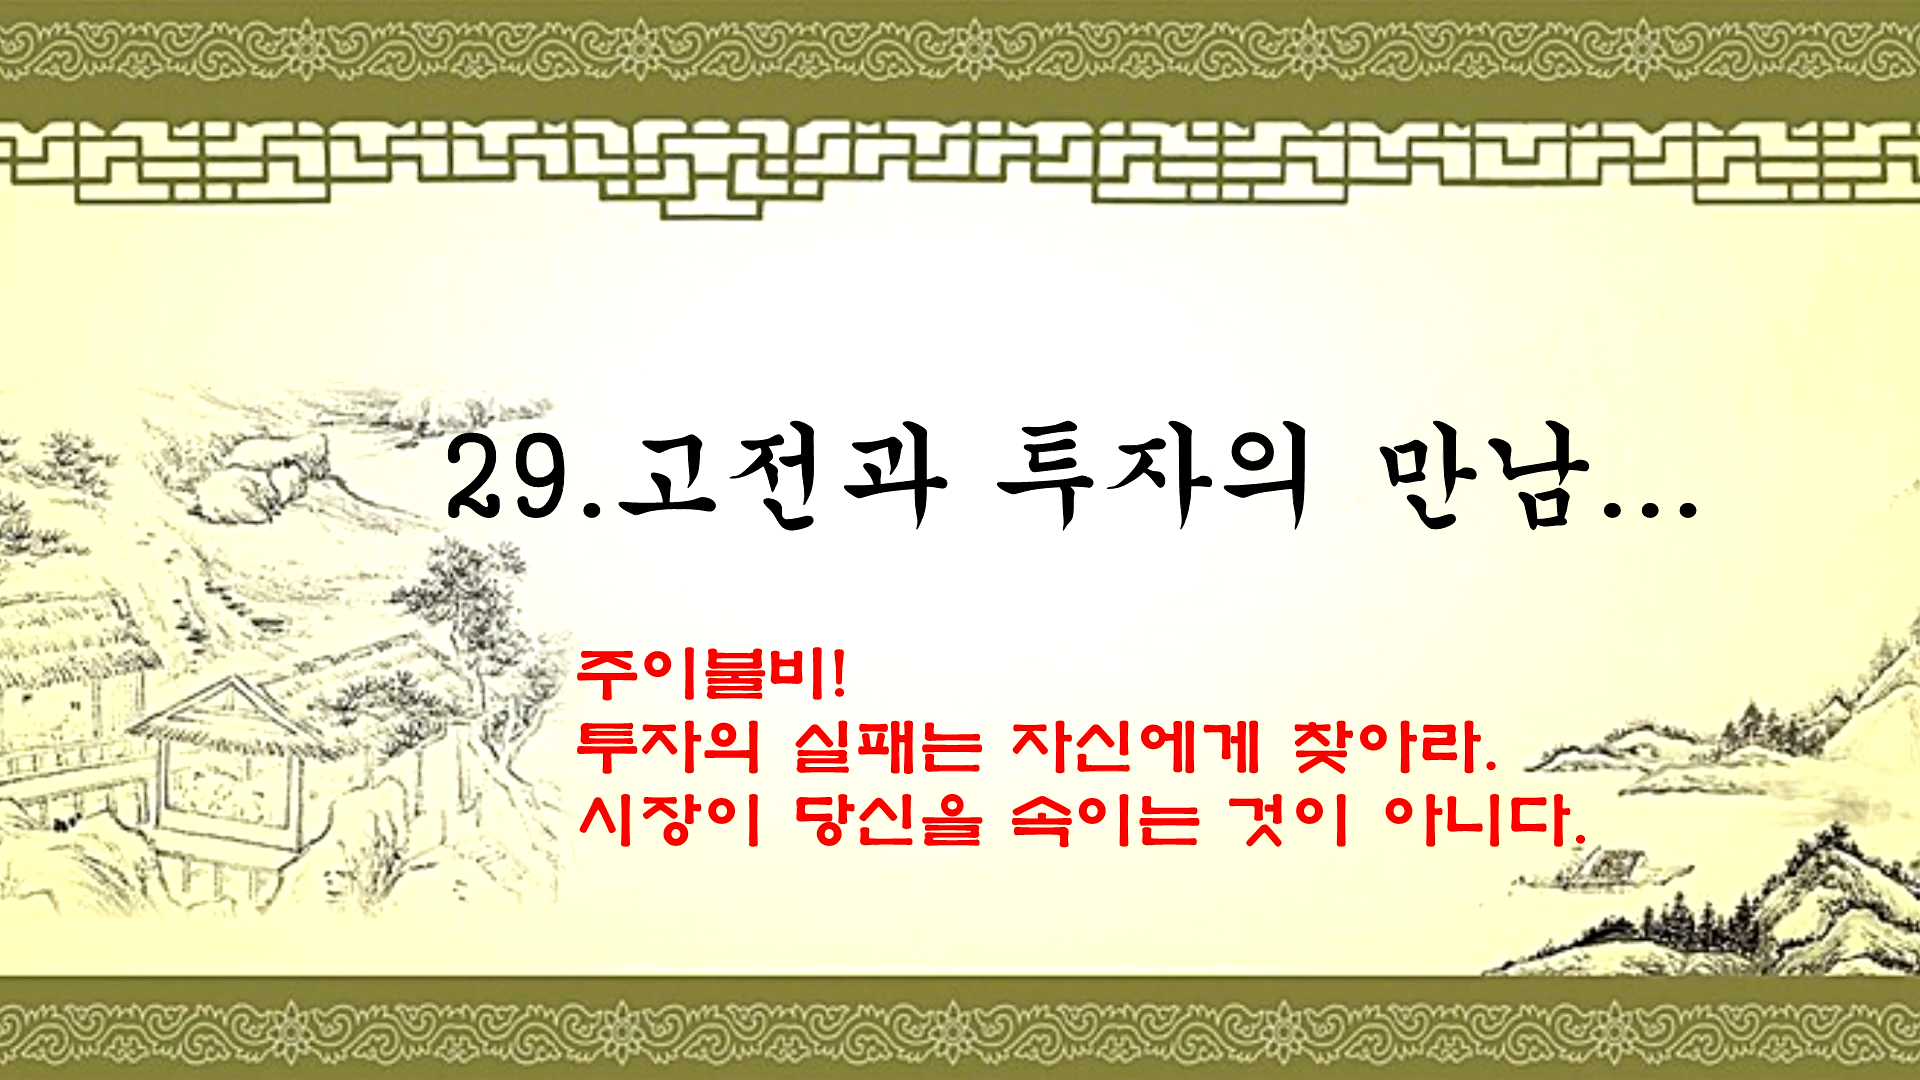 29.고전과 투자의 만남...
주이불비!
투자의 실패는 자신에게 찾아라.
시장이 당신을 속이는 것이 아니다.